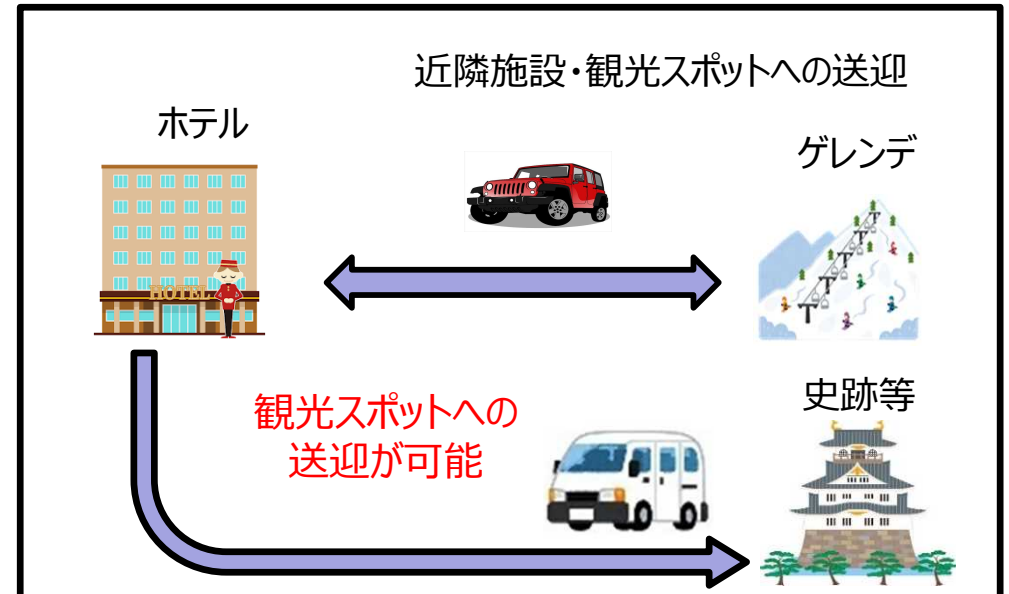 近隣施設・観光スポットへの送迎
ホテル
ゲレンデ
HOTEL
史跡等
観光スポットへの
送迎が可能